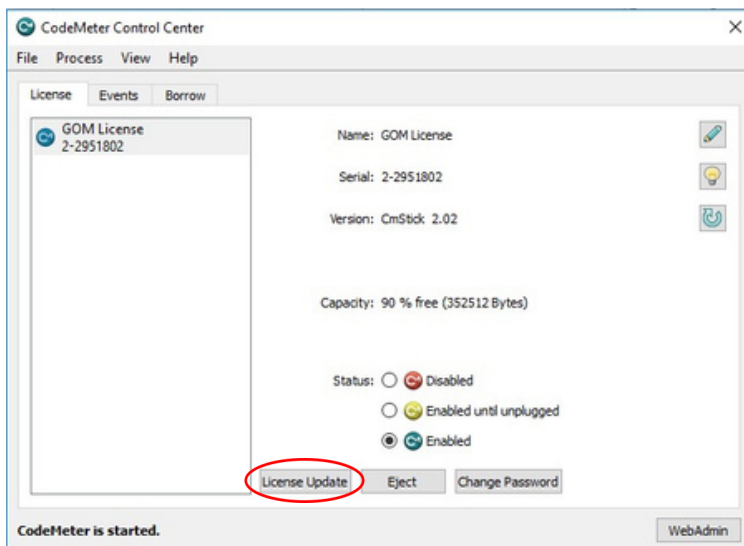 CodeMeter Control Center
File Process View Help
License Events Borrow
GOM License
2-2951802
Name: GOM License
Serial: 2-2951802
Version: CmStick 2.02
Capacity: 90 % free (352512 Bytes)
Status: Disabled
Enabled until unplugged
Enabled
License Update Eject Change Password
CodeMeter is started. WebAdmin